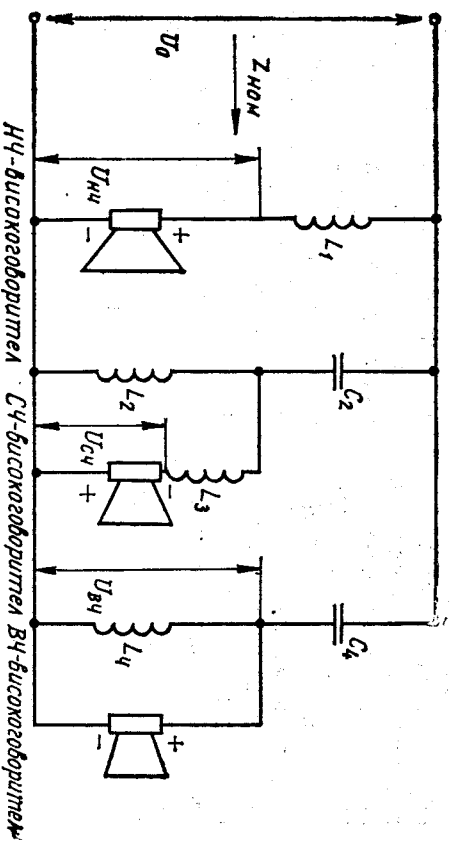 U₀
Zном
Uнч
+
-
L₁
НЧ-високоговорител
C₂
L₂
Uсч
-
+
L₃
СЧ-високоговорител
C₄
Uвч
L₄
+
-
ВЧ-високоговорител